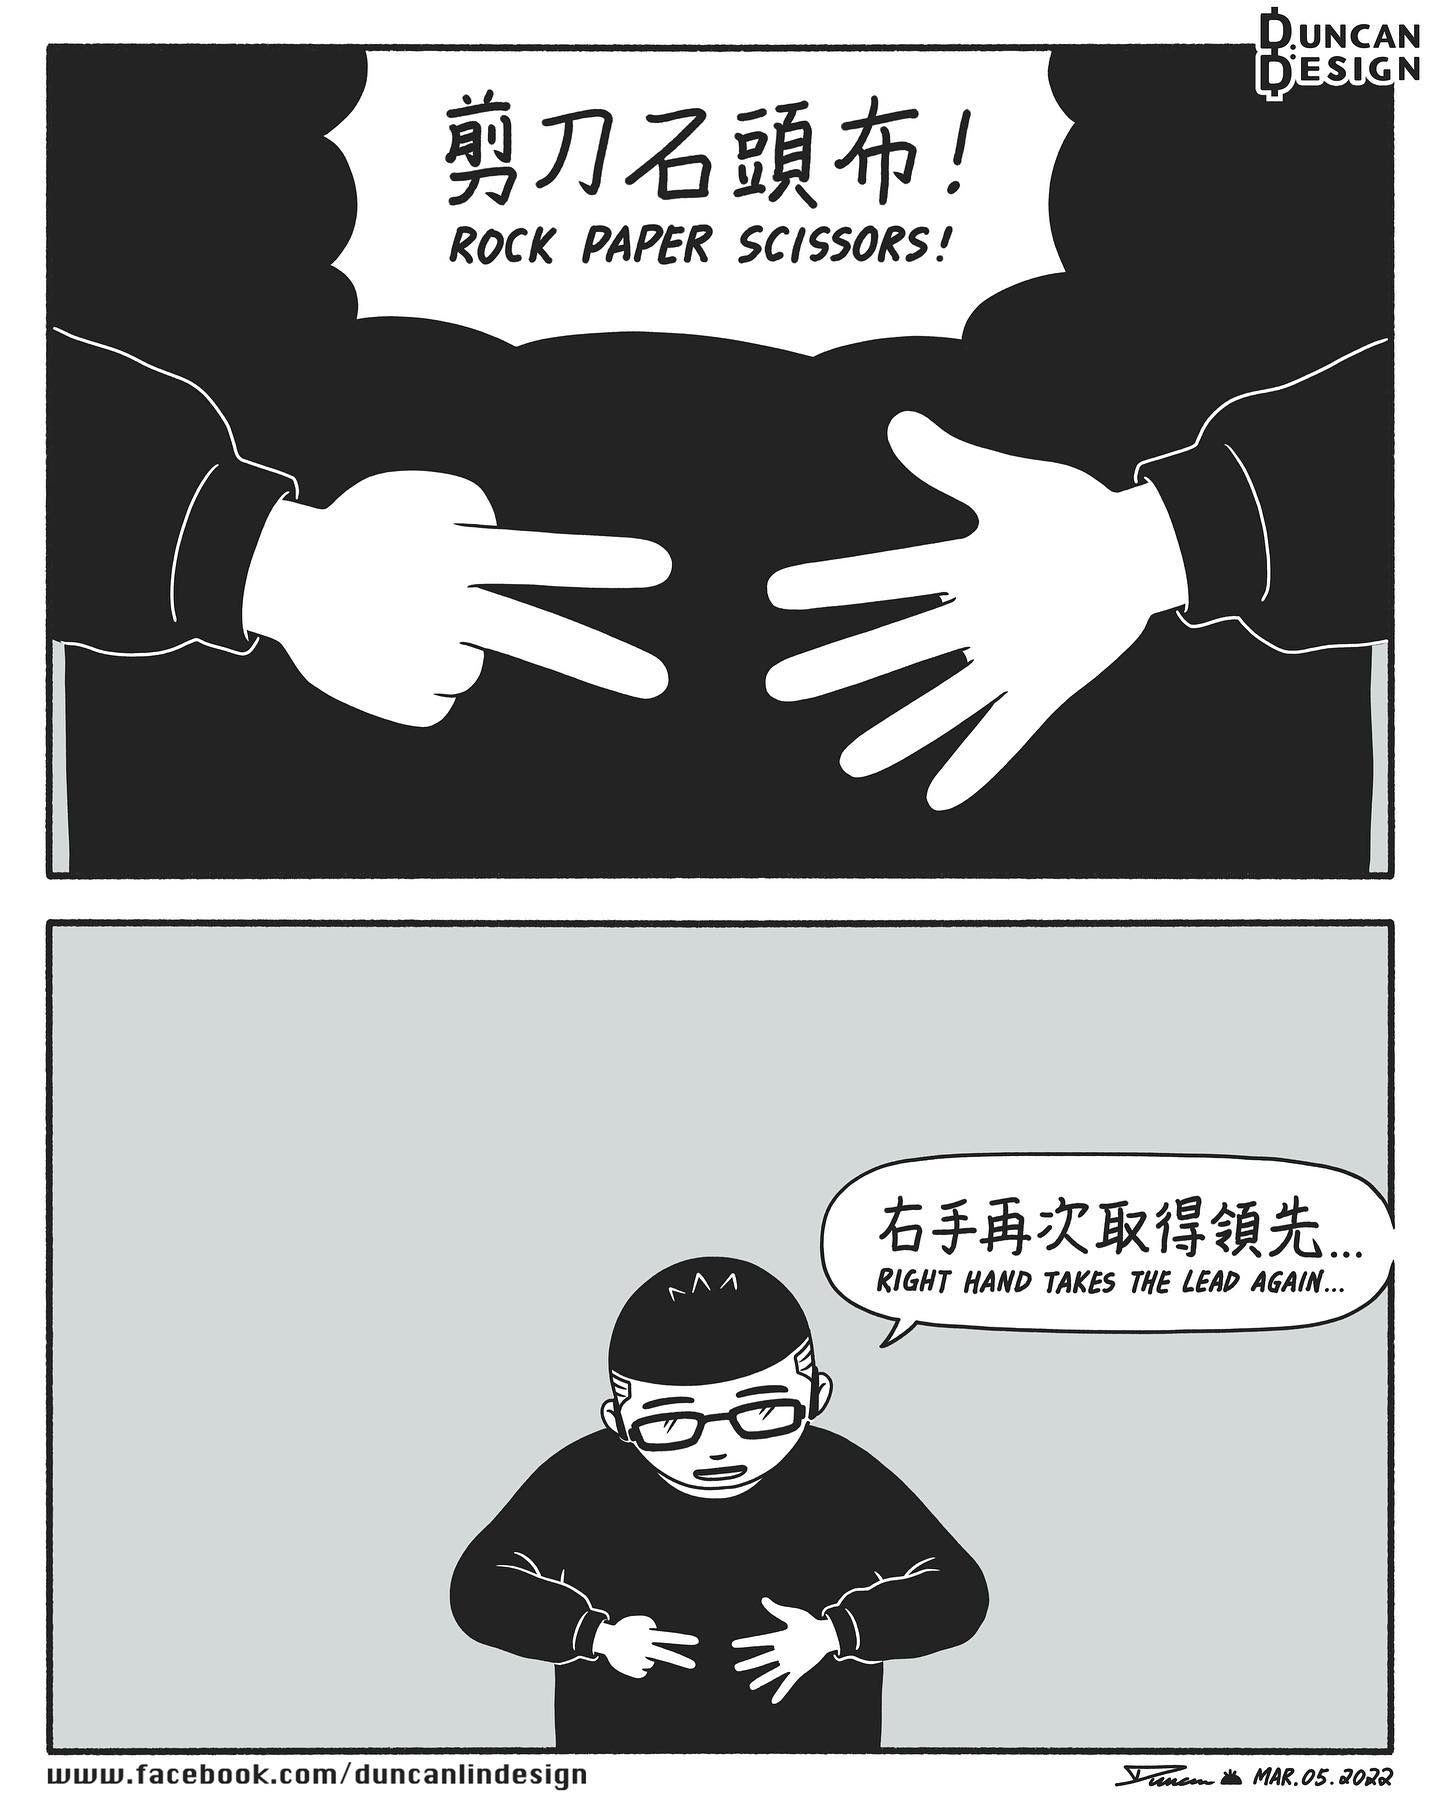 DUNCAN
DESIGN
剪刀石頭布!
ROCK PAPER SCISSORS!
右手再次取得領先...
RIGHT HAND TAKES THE LEAD AGAIN...
www.facebook.com/duncanlindesign
Duncan MAR.05.2022